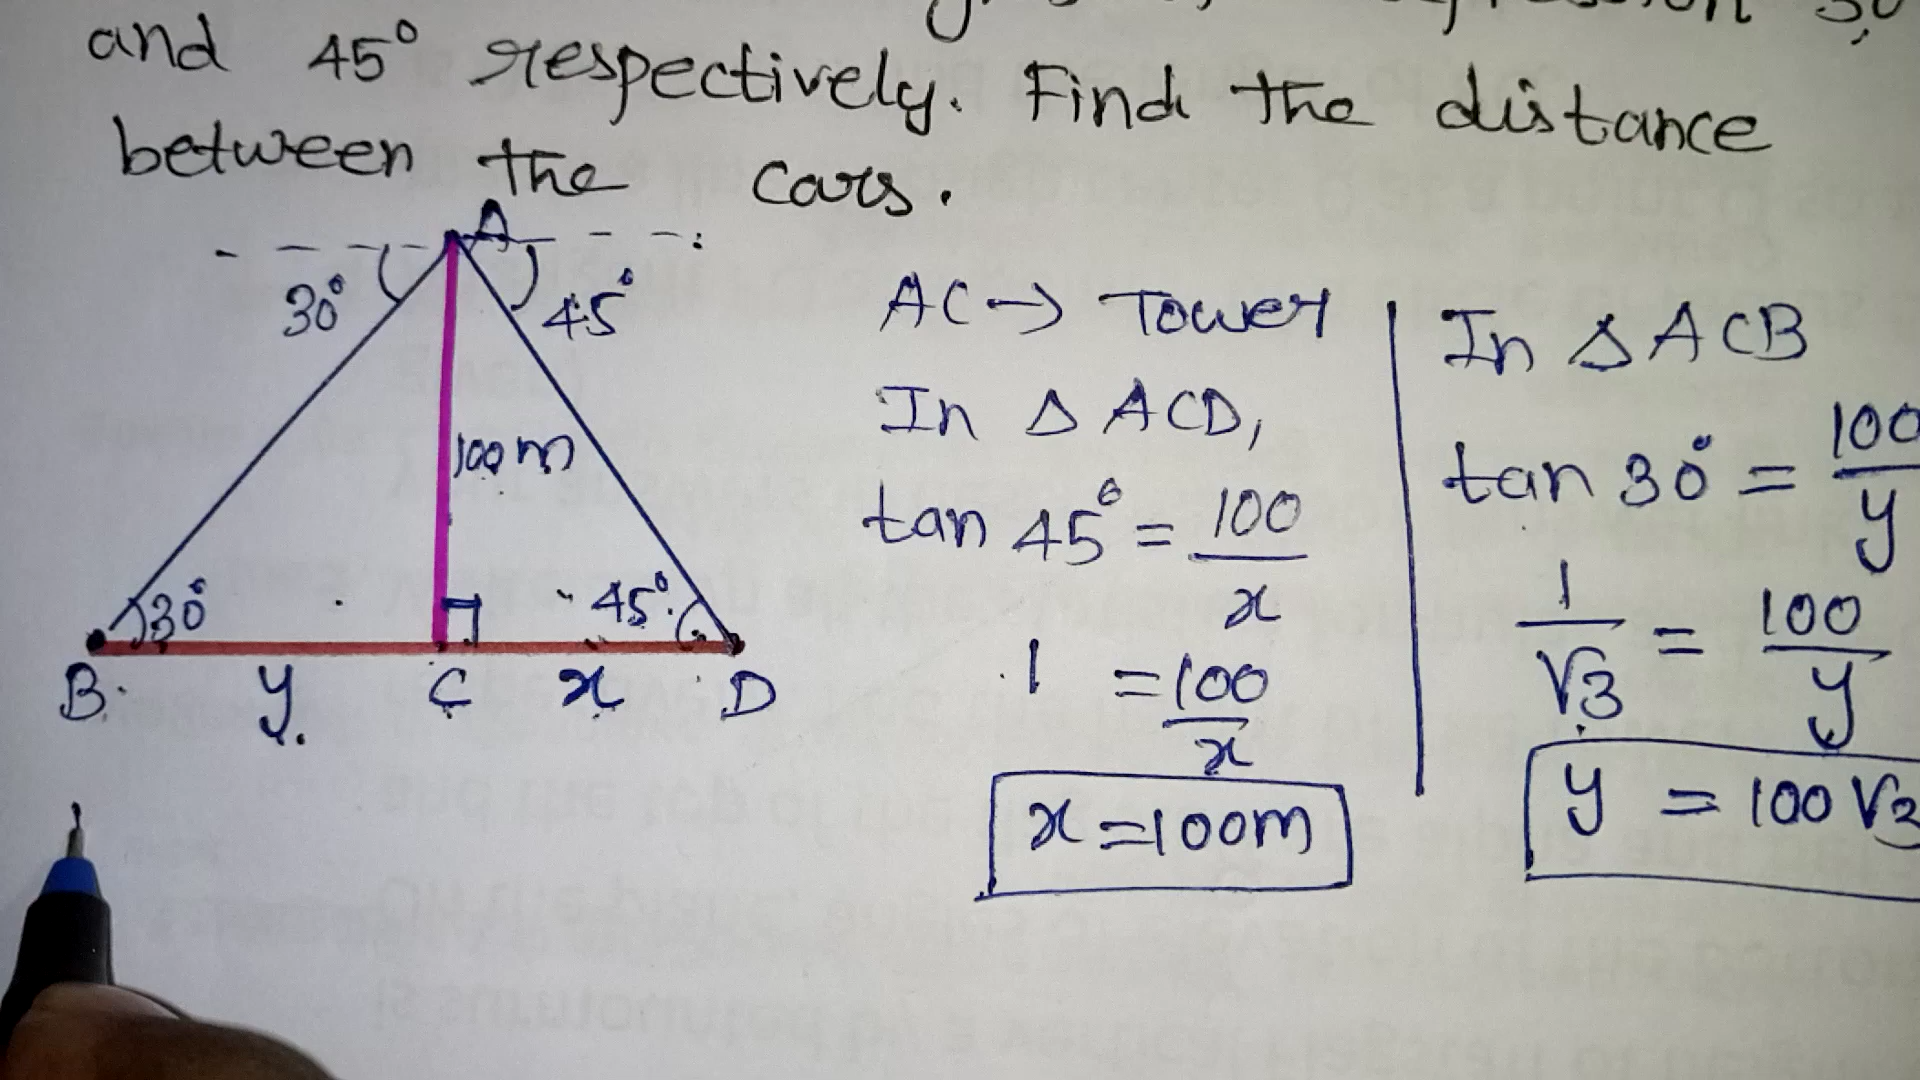 and 45° respectively. Find the distance
between the cars.
A
30°
45°
100m
30°
45°
B
y
C
x
D
AC → Tower
In △ ACD,
tan 45° = 100/x
1 = 100/x
x = 100m
In △ ACB
tan 30° = 100/y
1/√3 = 100/y
y = 100√3